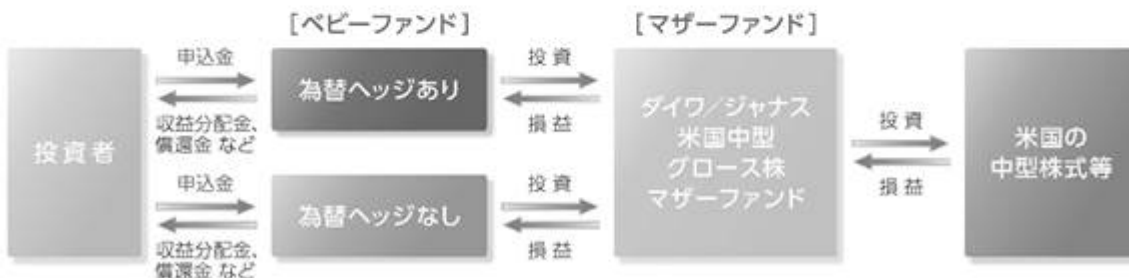 [ベビーファンド]
[マザーファンド]
投資者
申込金
収益分配金、
償還金 など
為替ヘッジあり
投 資
損 益
申込金
収益分配金、
償還金 など
為替ヘッジなし
投 資
損 益
ダイワ／ジャナス
米国中型
グロース株
マザーファンド
投 資
損 益
米国の
中型株式等